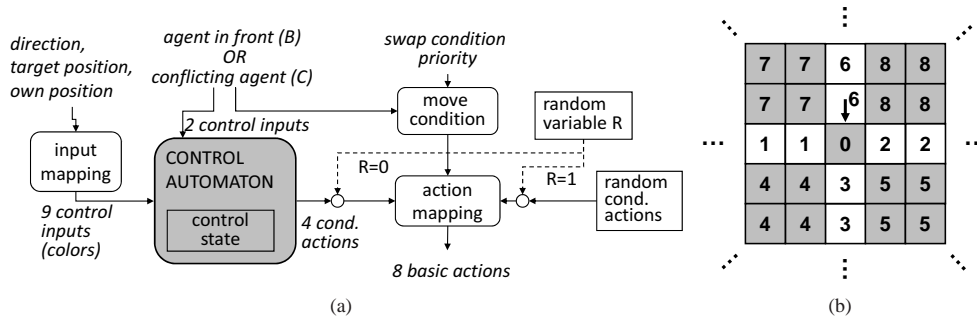 direction,
target position,
own position
agent in front (B)
OR
conflicting agent (C)
swap condition
priority
2 control inputs
move
condition
random
variable R
input
mapping
CONTROL
AUTOMATON
control
state
R=0
R=1
action
mapping
random
cond.
actions
9 control
inputs
(colors)
4 cond.
actions
8 basic actions
(a)
7 7 6 8 8
7 7 6 8 8
1 1 0 2 2
4 4 3 5 5
4 4 3 5 5
(b)